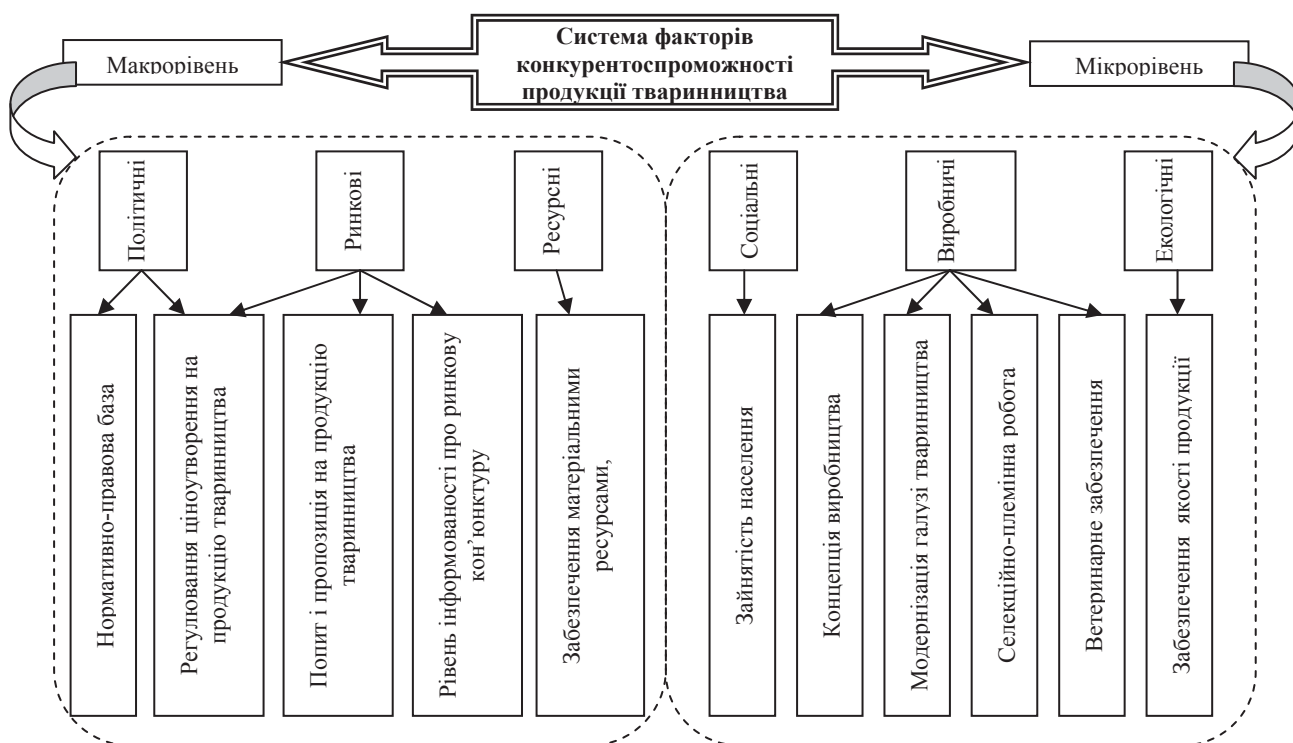 Система факторів
конкурентоспроможності
продукції тваринництва
Макрорівень
Мікрорівень
Політичні
Ринкові
Ресурсні
Соціальні
Виробничі
Екологічні
Нормативно-правова база
Регулювання ціноутворення на
продукцію тваринництва
Попит і пропозиція на продукцію
тваринництва
Рівень інформованості про ринкову
кон’юнктуру
Забезпечення матеріальними
ресурсами,
Зайнятість населення
Концепція виробництва
Модернізація галузі тваринництва
Селекційно-племінна робота
Ветеринарне забезпечення
Забезпечення якості продукції